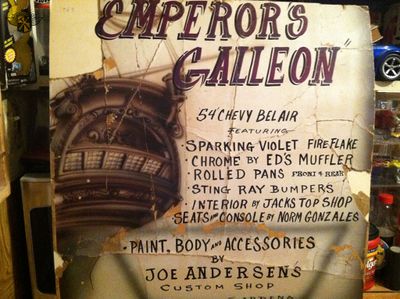 EMPEROR'S
GALLEON"
54' CHEVY BELAIR
FEATURING
· SPARKING VIOLET FIREFLAKE
· CHROME BY ED'S MUFFLER
· ROLLED PANS FRONT & REAR
· STING RAY BUMPERS
· INTERIOR BY JACKS TOP SHOP
SEATS AND CONSOLE BY NORM GONZALES
· PAINT, BODY AND ACCESSORIES
BY
JOE ANDERSENS
CUSTOM SHOP